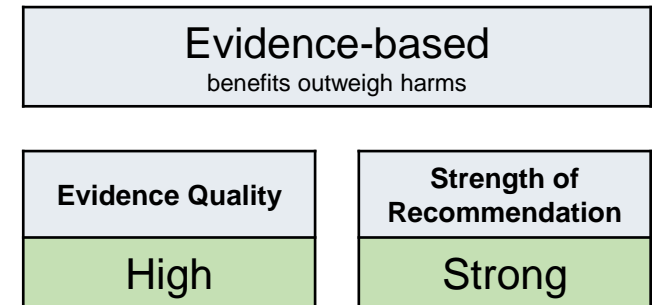 Evidence-based
benefits outweigh harms
Evidence Quality
High
Strength of
Recommendation
Strong